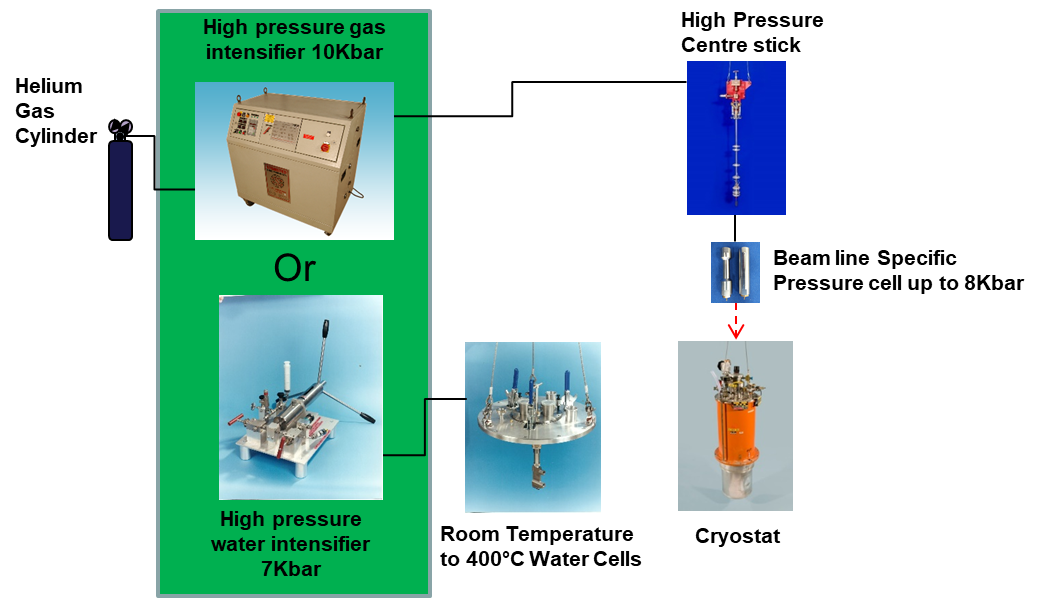 High pressure gas
intensifier 10Kbar
High Pressure
Centre stick
Helium
Gas
Cylinder
Or
Beam line Specific
Pressure cell up to 8Kbar
High pressure
water intensifier
7Kbar
Room Temperature
to 400°C Water Cells
Cryostat